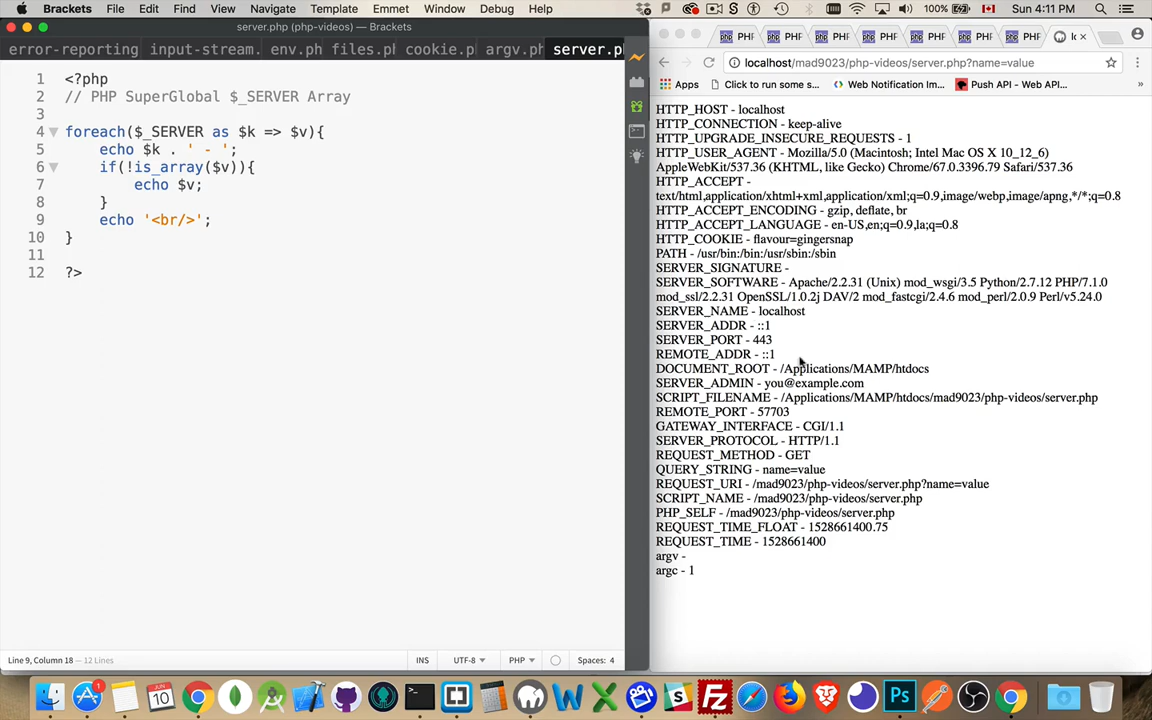 Brackets File Edit Find View Navigate Template Emmet Window Debug Help 100% Sun 4:11 PM
server.php (php-videos) — Brackets
error-reporting input-stream. env.ph files.ph cookie.p argv.ph server.p
1 <?php
2 // PHP SuperGlobal $_SERVER Array
3
4 foreach($_SERVER as $k => $v){
5 echo $k . ' - ';
6 if(!is_array($v)){
7 echo $v;
8 }
9 echo '<br/>';
10 }
11
12 ?>
Line 9, Column 18 — 12 Lines INS UTF-8 PHP Spaces: 4
PHP PHP PHP PHP PHP PHP PHP lo
localhost/mad9023/php-videos/server.php?name=value
Apps Click to run some s... Web Notification Im... Push API - Web API... »
HTTP_HOST - localhost
HTTP_CONNECTION - keep-alive
HTTP_UPGRADE_INSECURE_REQUESTS - 1
HTTP_USER_AGENT - Mozilla/5.0 (Macintosh; Intel Mac OS X 10_12_6)
AppleWebKit/537.36 (KHTML, like Gecko) Chrome/67.0.3396.79 Safari/537.36
HTTP_ACCEPT -
text/html,application/xhtml+xml,application/xml;q=0.9,image/webp,image/apng,*/*;q=0.8
HTTP_ACCEPT_ENCODING - gzip, deflate, br
HTTP_ACCEPT_LANGUAGE - en-US,en;q=0.9,la;q=0.8
HTTP_COOKIE - flavour=gingersnap
PATH - /usr/bin:/bin:/usr/sbin:/sbin
SERVER_SIGNATURE -
SERVER_SOFTWARE - Apache/2.2.31 (Unix) mod_wsgi/3.5 Python/2.7.12 PHP/7.1.0
mod_ssl/2.2.31 OpenSSL/1.0.2j DAV/2 mod_fastcgi/2.4.6 mod_perl/2.0.9 Perl/v5.24.0
SERVER_NAME - localhost
SERVER_ADDR - ::1
SERVER_PORT - 443
REMOTE_ADDR - ::1
DOCUMENT_ROOT - /Applications/MAMP/htdocs
SERVER_ADMIN - you@example.com
SCRIPT_FILENAME - /Applications/MAMP/htdocs/mad9023/php-videos/server.php
REMOTE_PORT - 57703
GATEWAY_INTERFACE - CGI/1.1
SERVER_PROTOCOL - HTTP/1.1
REQUEST_METHOD - GET
QUERY_STRING - name=value
REQUEST_URI - /mad9023/php-videos/server.php?name=value
SCRIPT_NAME - /mad9023/php-videos/server.php
PHP_SELF - /mad9023/php-videos/server.php
REQUEST_TIME_FLOAT - 1528661400.75
REQUEST_TIME - 1528661400
argv -
argc - 1